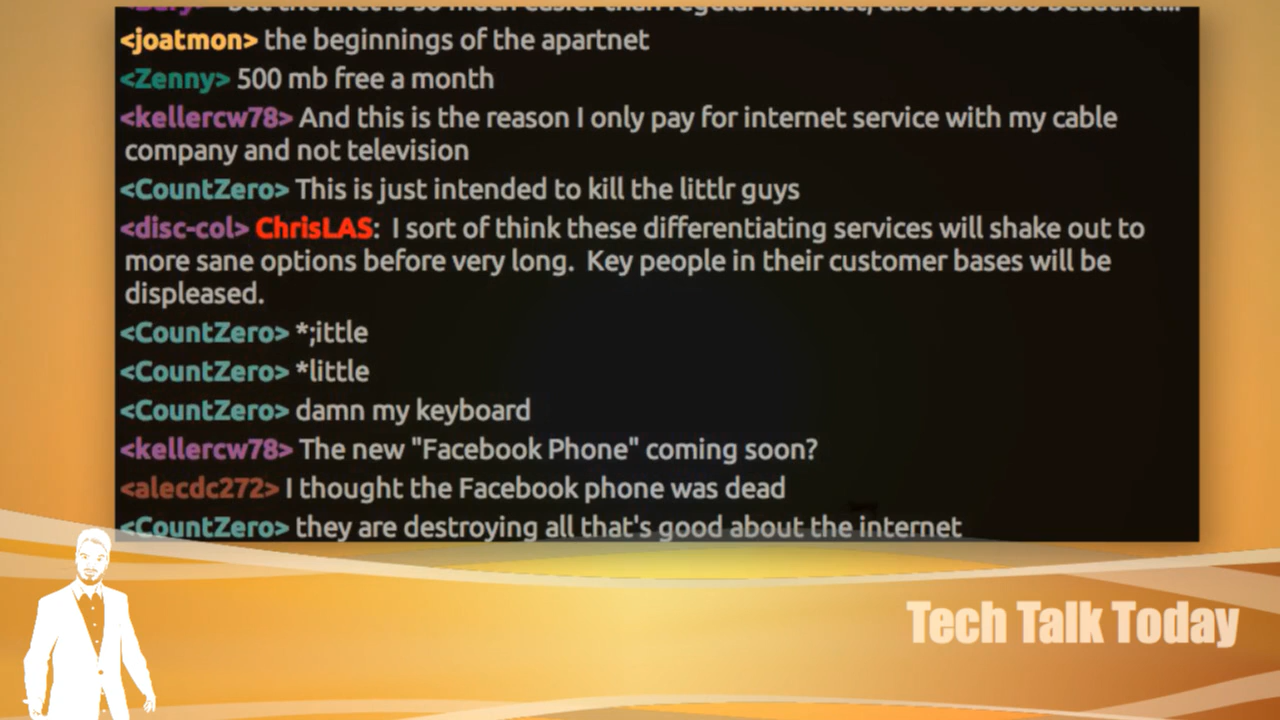 <joatmon> the beginnings of the apartnet
<Zenny> 500 mb free a month
<kellercw78> And this is the reason I only pay for internet service with my cable
company and not television
<CountZero> This is just intended to kill the littlr guys
<disc-col> ChrisLAS: I sort of think these differentiating services will shake out to
more sane options before very long. Key people in their customer bases will be
displeased.
<CountZero> *;ittle
<CountZero> *little
<CountZero> damn my keyboard
<kellercw78> The new "Facebook Phone" coming soon?
<alecdc272> I thought the Facebook phone was dead
<CountZero> they are destroying all that's good about the internet
Tech Talk Today